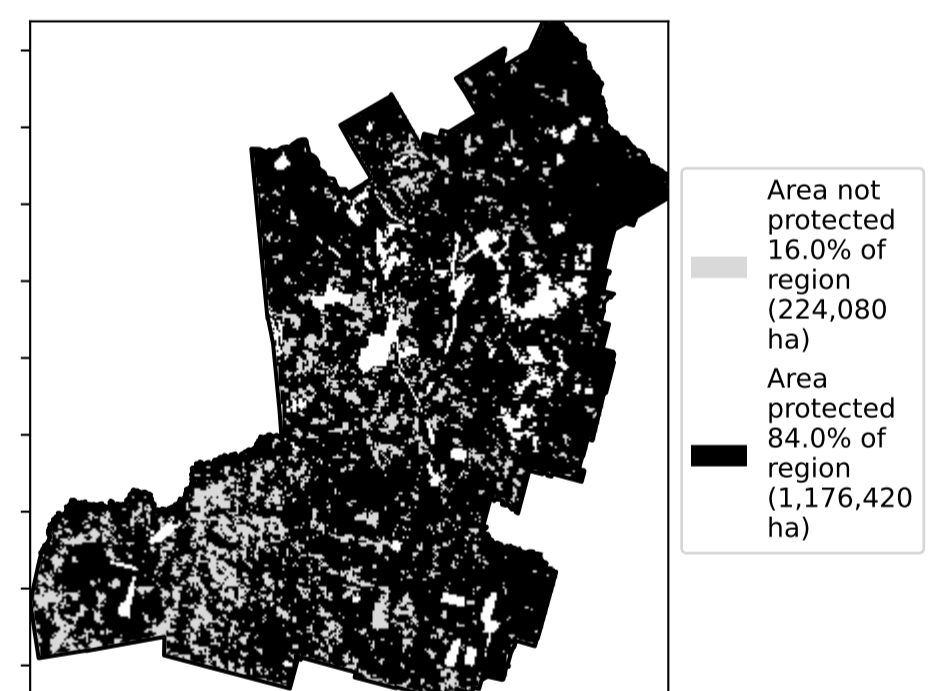 Area not
protected
16.0% of
region
(224,080
ha)
Area
protected
84.0% of
region
(1,176,420
ha)